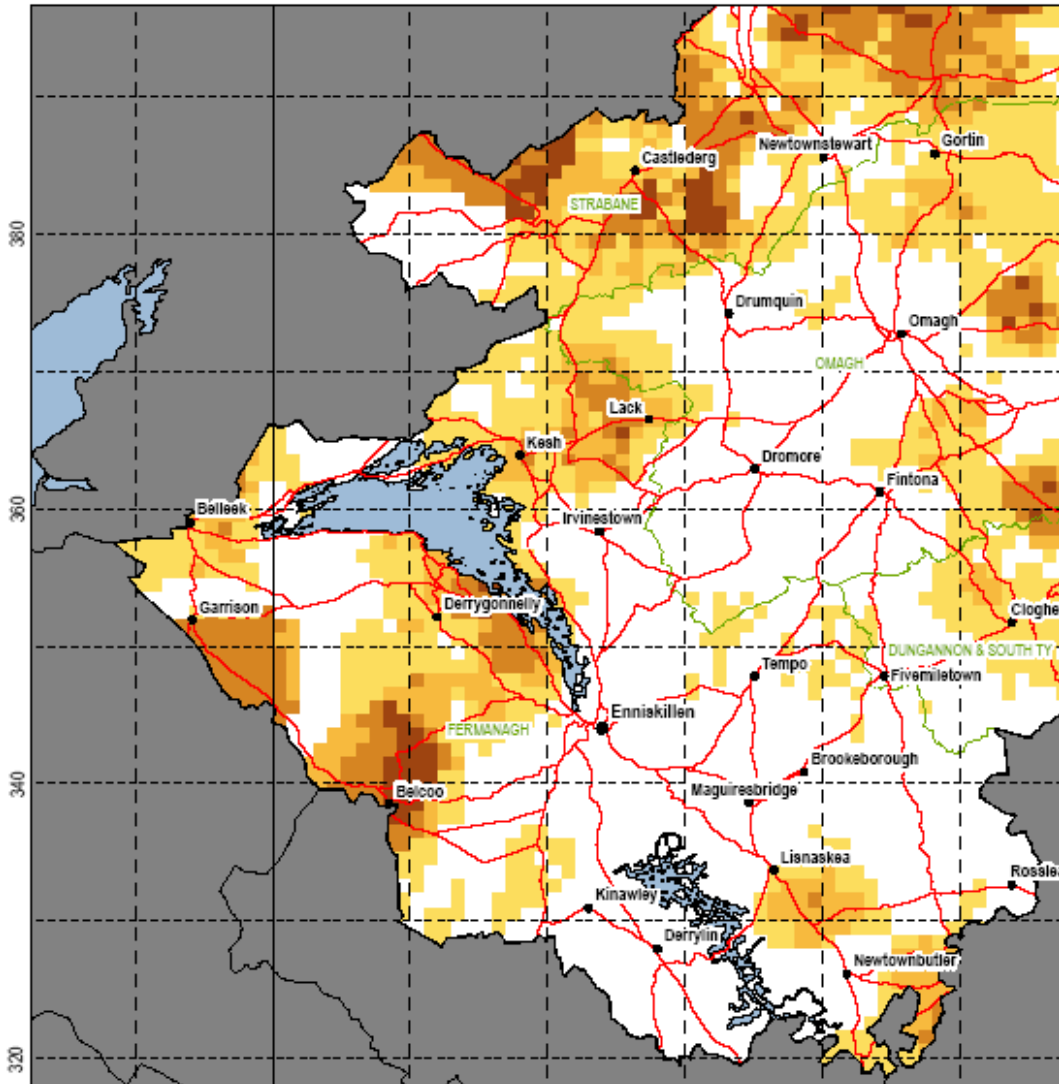 Newtownstewart
Gortin
Castlederg
STRABANE
380
Drumquin
Omagh
OMAGH
Lack
Kesh
Dromore
Fintona
360
Belleek
Irvinestown
Garrison
Derrygonnelly
Cloghe
DUNGANNON & SOUTH TY
Tempo
Fivemiletown
Enniskillen
FERMANAGH
Brookeborough
340
Belcoo
Maguiresbridge
Lisnaskea
Rosslea
Kinawley
Derrylin
Newtownbutler
320